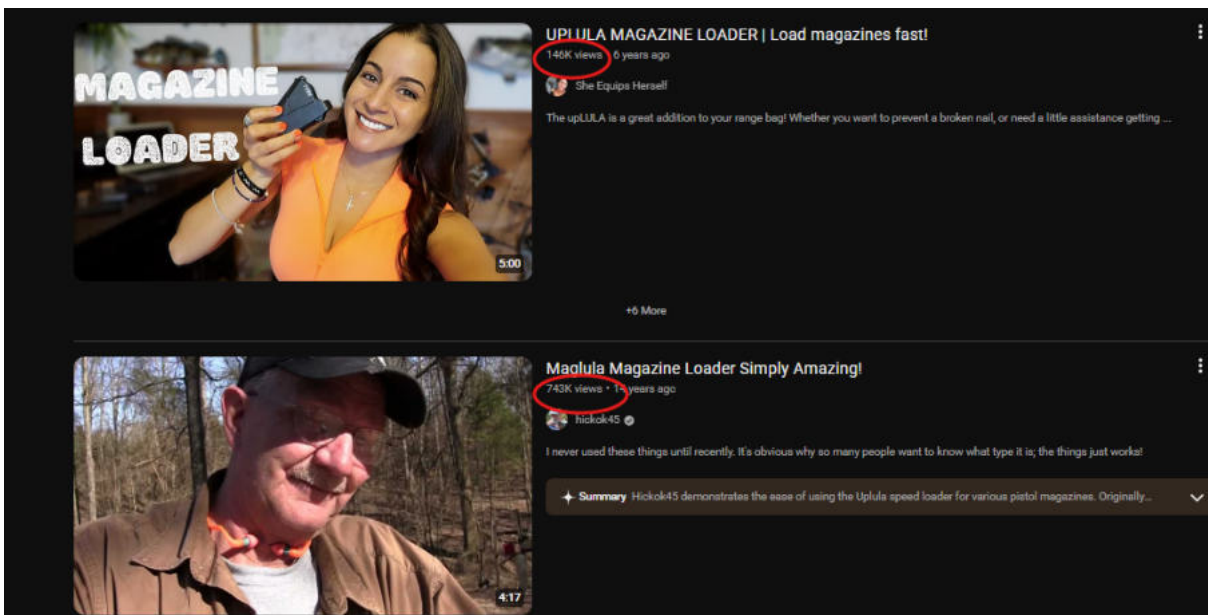 UPLULA MAGAZINE LOADER | Load magazines fast!
146K views • 6 years ago
She Equips Herself
The upLULA is a great addition to your range bag! Whether you want to prevent a broken nail, or need a little assistance getting ...
MAGAZINE
LOADER
5:00
+6 More
Maglula Magazine Loader Simply Amazing!
743K views • 14 years ago
hickok45
I never used these things until recently. It's obvious why so many people want to know what type it is; the things just works!
Summary Hickok45 demonstrates the ease of using the Uplula speed loader for various pistol magazines. Originally...
4:17